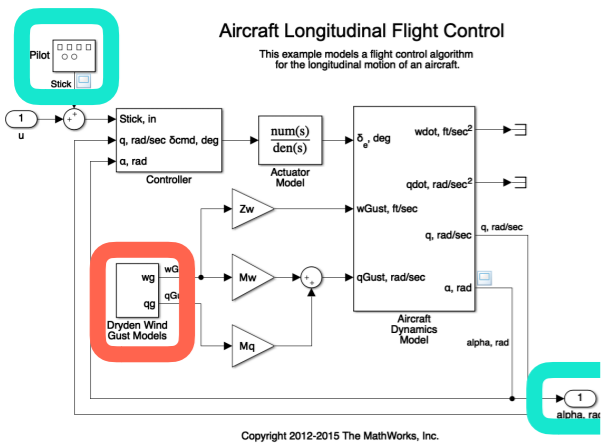 Aircraft Longitudinal Flight Control
This example models a flight control algorithm
for the longitudinal motion of an aircraft.
Pilot
Stick
1
u
Stick, in
q, rad/sec δcmd, deg
α, rad
Controller
num(s)
den(s)
Actuator
Model
δe, deg
wGust, ft/sec
qGust, rad/sec
wdot, ft/sec2
qdot, rad/sec2
q, rad/sec
α, rad
Aircraft
Dynamics
Model
q, rad/sec
alpha, rad
Zw
Mw
Mq
wg
qg
wG
qGu
Dryden Wind
Gust Models
1
alpha, rad
Copyright 2012-2015 The MathWorks, Inc.